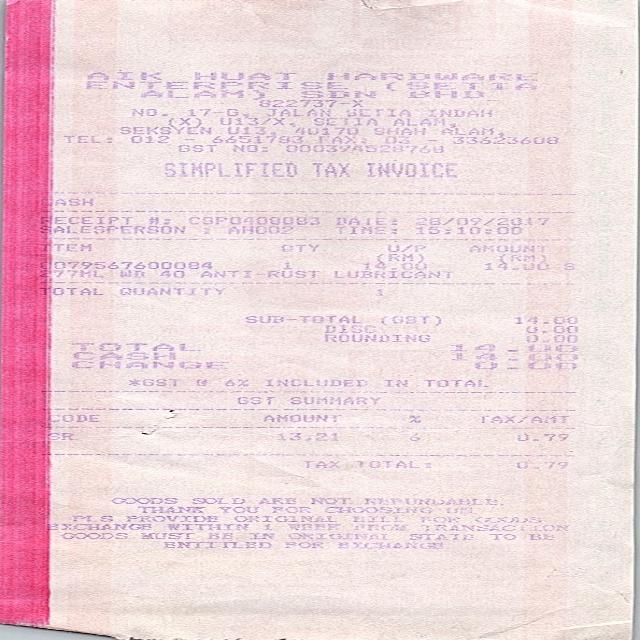 AIK HUAT HARDWARE
ENTERPRISE (SETIA
ALAM) SDN BHD
822737-X
NO. 17-G, JALAN SETIA INDAH
(X) U13/X, SETIA ALAM,
SEKSYEN U13, 40170 SHAH ALAM,
TEL: 012 - 6651783 FAX: 03 - 33623608
GST NO: 000394528768
SIMPLIFIED TAX INVOICE
CASH
RECEIPT #: CSP0408083 DATE: 28/09/2017
SALESPERSON : AH002 TIME: 15:10:00
ITEM QTY U/P AMOUNT
(RM) (RM)
5079567600084 1 14.00 14.00 S
277ML WD 40 ANTI-RUST LUBRICANT
TOTAL QUANTITY 1
SUB-TOTAL (GST) 14.00
DISC 0.00
ROUNDING 0.00
TOTAL 14.00
CASH 14.00
CHANGE 0.00
*GST @ 6% INCLUDED IN TOTAL
GST SUMMARY
CODE AMOUNT % TAX/AMT
SR 13.21 6 0.79
TAX TOTAL: 0.79
GOODS SOLD ARE NOT REFUNDABLE,
THANK YOU FOR CHOOSING US.
PLS PROVIDE ORIGINAL BILL FOR GOODS
EXCHANGE WITHIN WEEK FROM TRANSACTION
GOODS MUST BE IN ORIGINAL STATE TO BE
ENTITLED FOR EXCHANGE